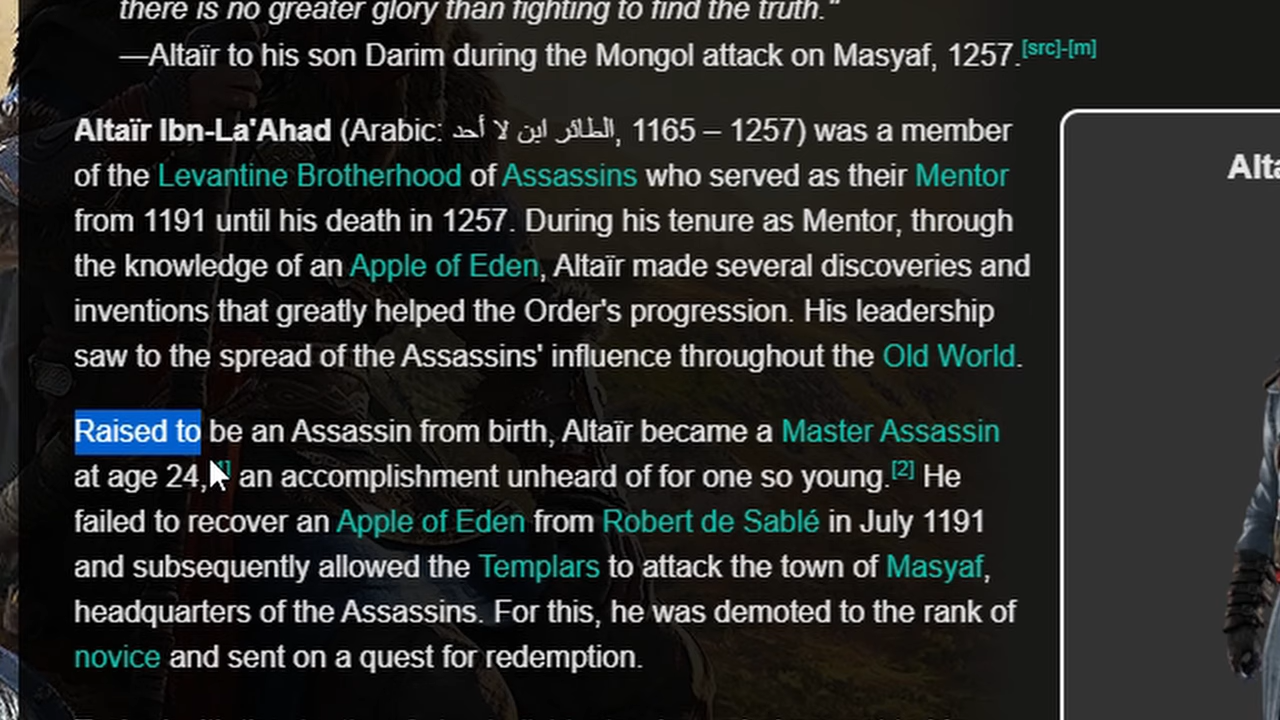 there is no greater glory than fighting to find the truth."
—Altaïr to his son Darim during the Mongol attack on Masyaf, 1257.[src]-[m]
Altaïr Ibn-La'Ahad (Arabic: الطائر ابن لا أحد, 1165 – 1257) was a member
of the Levantine Brotherhood of Assassins who served as their Mentor
from 1191 until his death in 1257. During his tenure as Mentor, through
the knowledge of an Apple of Eden, Altaïr made several discoveries and
inventions that greatly helped the Order's progression. His leadership
saw to the spread of the Assassins' influence throughout the Old World.
Raised to be an Assassin from birth, Altaïr became a Master Assassin
at age 24, an accomplishment unheard of for one so young.[2] He
failed to recover an Apple of Eden from Robert de Sablé in July 1191
and subsequently allowed the Templars to attack the town of Masyaf,
headquarters of the Assassins. For this, he was demoted to the rank of
novice and sent on a quest for redemption.